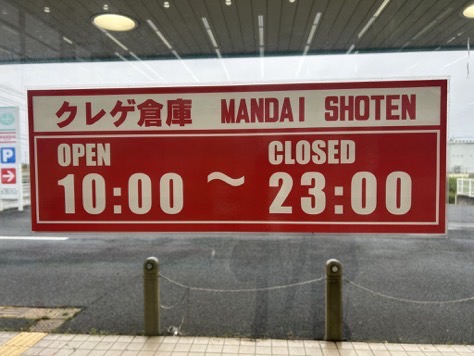 クレゲ倉庫 MANDAI SHOTEN
OPEN CLOSED
10:00 ~ 23:00
P